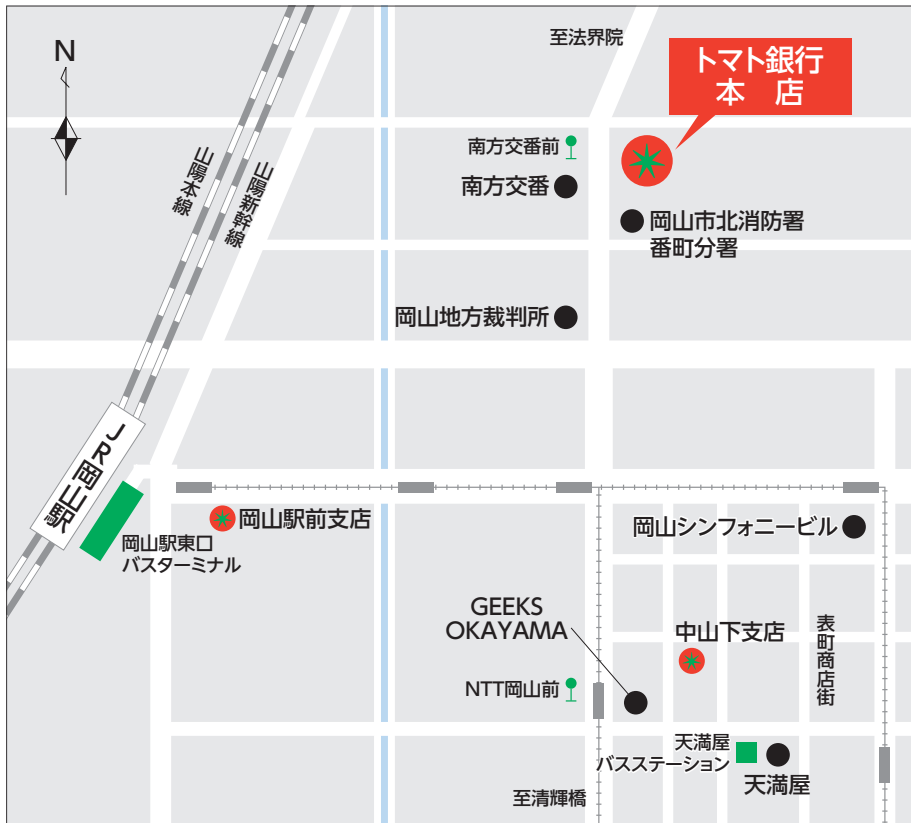 至法界院
N
トマト銀行
本 店
南方交番前
南方交番
山陽本線
山陽新幹線
岡山市北消防署
番町分署
岡山地方裁判所
JR岡山駅
岡山駅前支店
岡山シンフォニービル
岡山駅東口
バスターミナル
GEEKS
OKAYAMA
中山下支店
表町商店街
NTT岡山前
天満屋
バスステーション
天満屋
至清輝橋